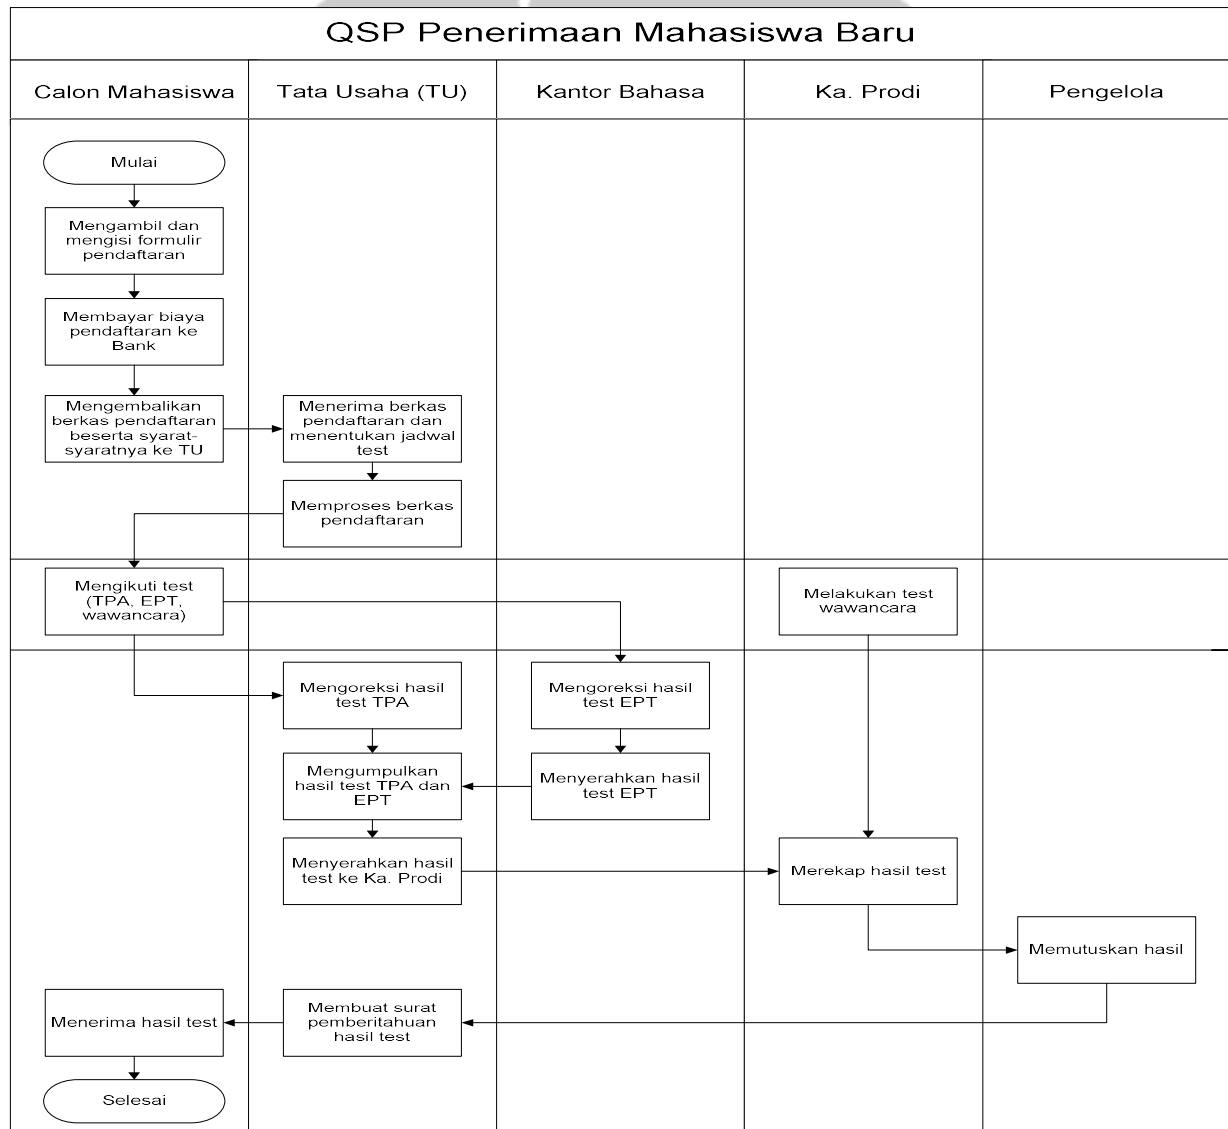 QSP Penerimaan Mahasiswa Baru
Calon Mahasiswa
Tata Usaha (TU)
Kantor Bahasa
Ka. Prodi
Pengelola
Mulai
Mengambil dan
mengisi formulir
pendaftaran
Membayar biaya
pendaftaran ke
Bank
Mengembalikan
berkas pendaftaran
beserta syarat-
syaratnya ke TU
Menerima berkas
pendaftaran dan
menentukan jadwal
test
Memproses berkas
pendaftaran
Mengikuti test
(TPA, EPT,
wawancara)
Melakukan test
wawancara
Mengoreksi hasil
test TPA
Mengoreksi hasil
test EPT
Mengumpulkan
hasil test TPA dan
EPT
Menyerahkan hasil
test EPT
Menyerahkan hasil
test ke Ka. Prodi
Merekap hasil test
Memutuskan hasil
Membuat surat
pemberitahuan
hasil test
Menerima hasil test
Selesai